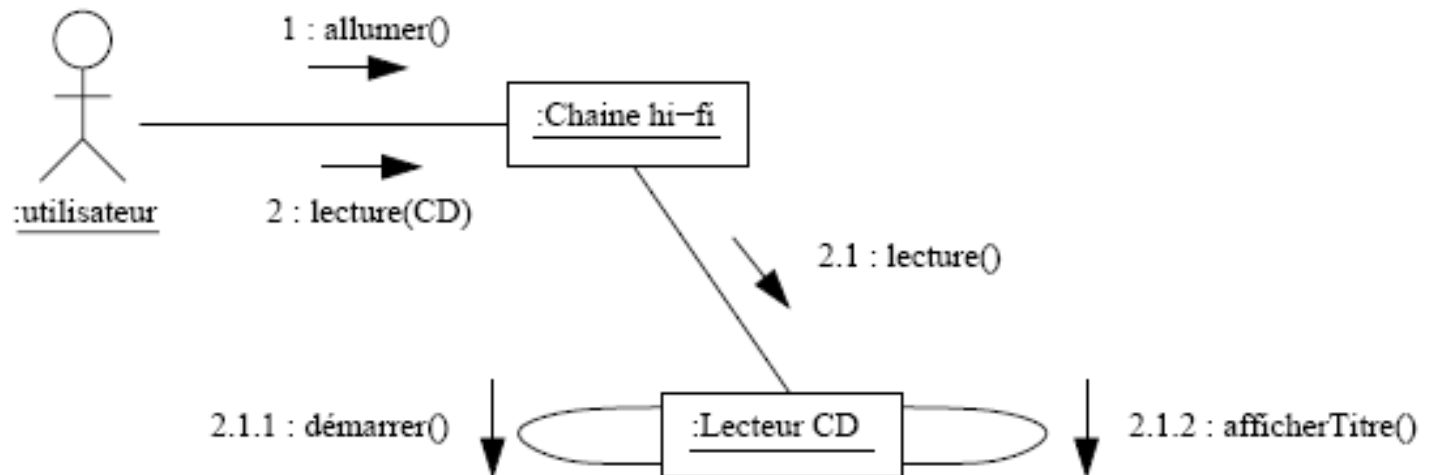 1 : allumer()
:Chaine hi-fi
:utilisateur
2 : lecture(CD)
2.1 : lecture()
2.1.1 : démarrer()
:Lecteur CD
2.1.2 : afficherTitre()